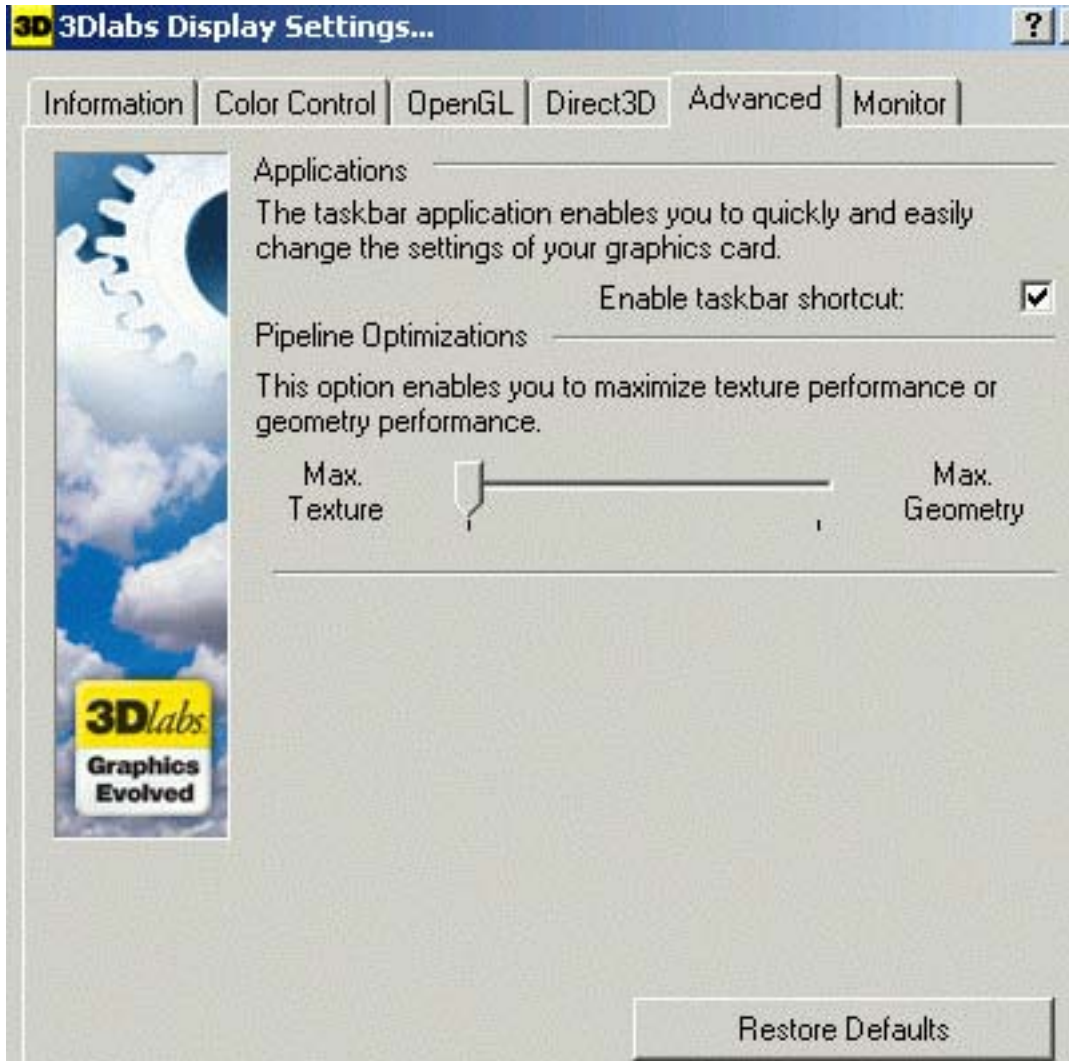 3D 3Dlabs Display Settings...
?
Information Color Control OpenGL Direct3D Advanced Monitor
Applications
The taskbar application enables you to quickly and easily
change the settings of your graphics card.
Enable taskbar shortcut:
Pipeline Optimizations
This option enables you to maximize texture performance or
geometry performance.
Max.
Texture
Max.
Geometry
3Dlabs
Graphics
Evolved
Restore Defaults